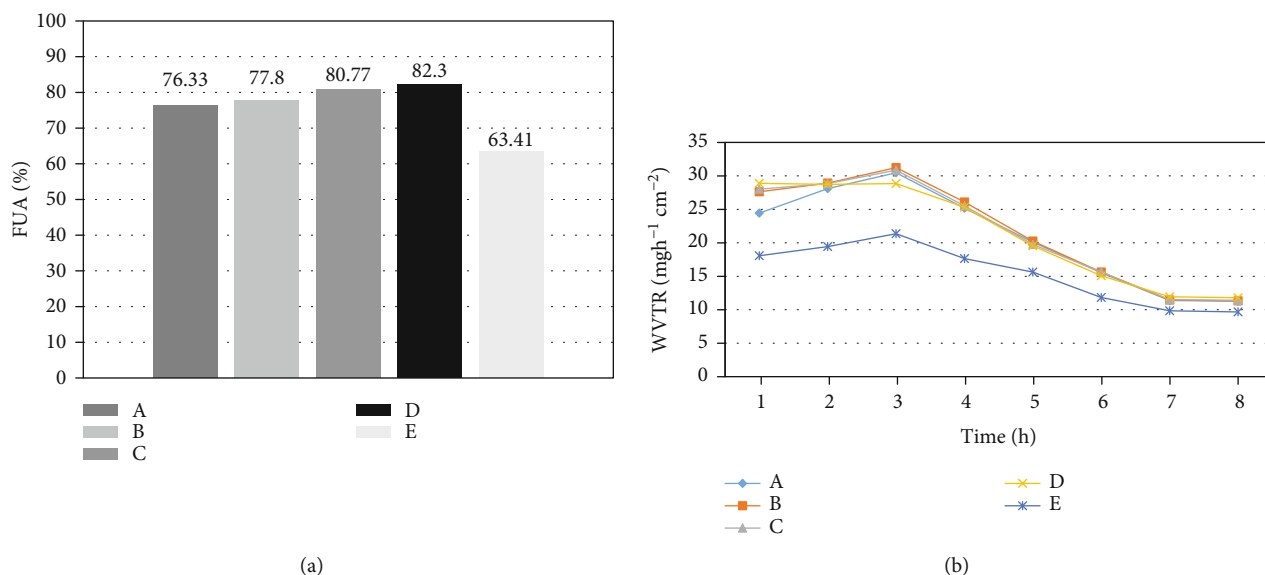 100
90
80
70
60
50
40
30
20
10
0
FUA (%)
76.33
77.8
80.77
82.3
63.41
A
B
C
D
E
(a)
35
30
25
20
15
10
5
0
WVTR (mgh⁻¹ cm⁻²)
1 2 3 4 5 6 7 8
Time (h)
A
B
C
D
E
(b)